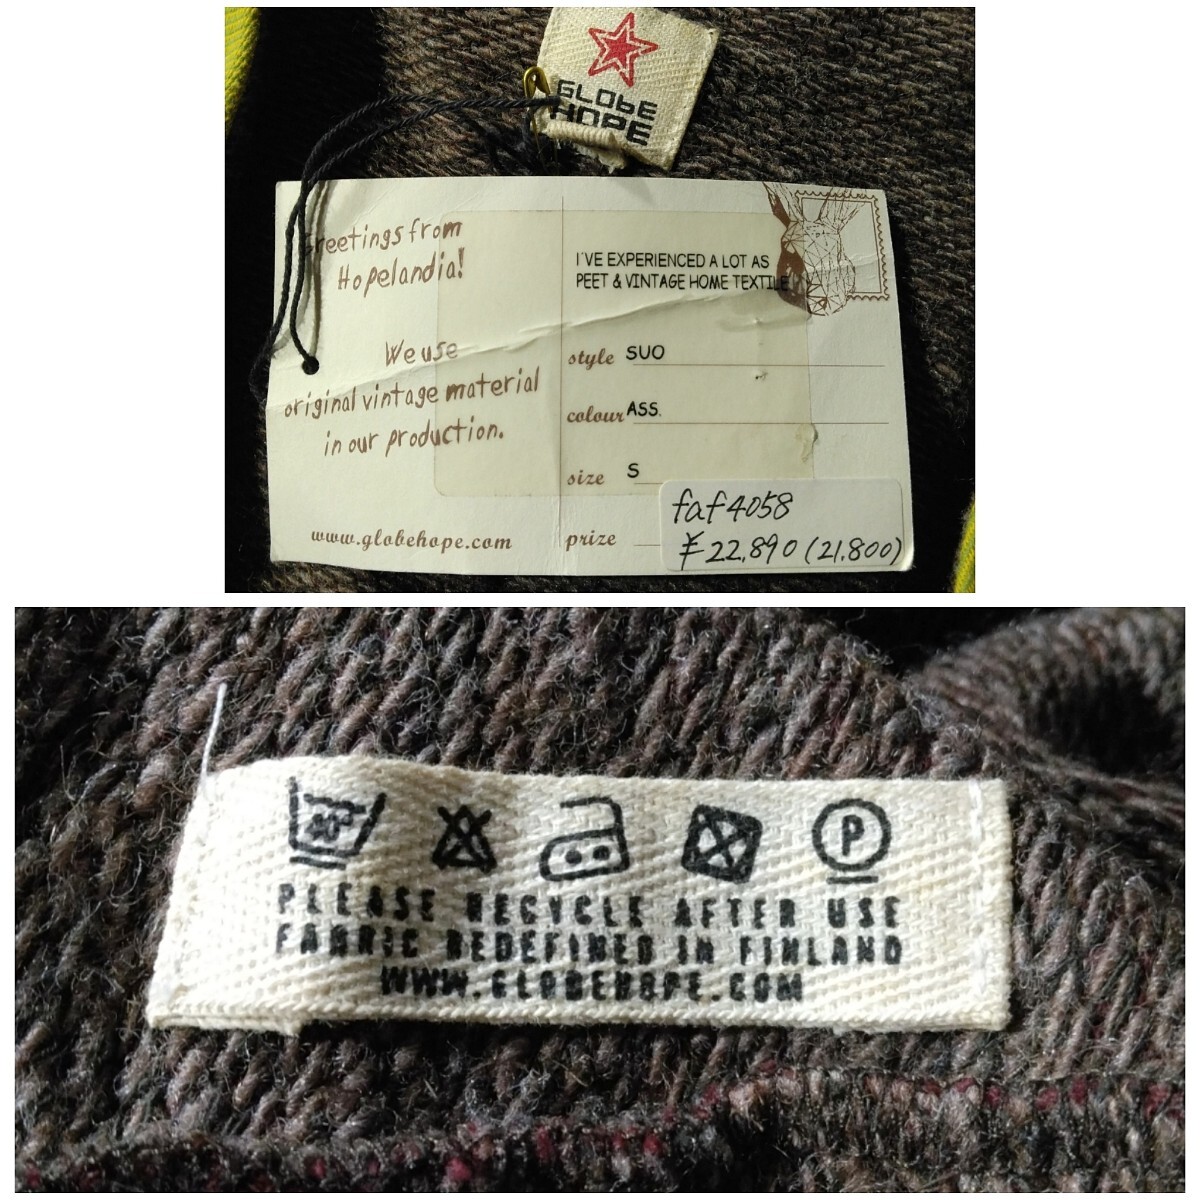 GLObE
HOPE
Greetings from
Hopelandia!
We use
original vintage material
in our production.
www.globehope.com
I'VE EXPERIENCED A LOT AS
PEET & VINTAGE HOME TEXTILE
style SUO
colour ASS.
size S
prize
faf4058
¥22,890 (21,800)
P
PLEASE RECYCLE AFTER USE
FABRIC REDEFINED IN FINLAND
WWW.GLOBEHOPE.COM